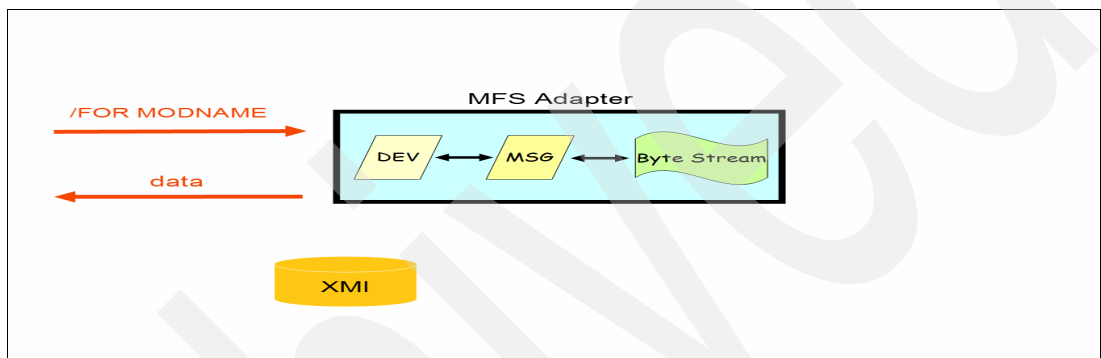 MFS Adapter
/FOR MODNAME
DEV
MSG
Byte Stream
data
XMI